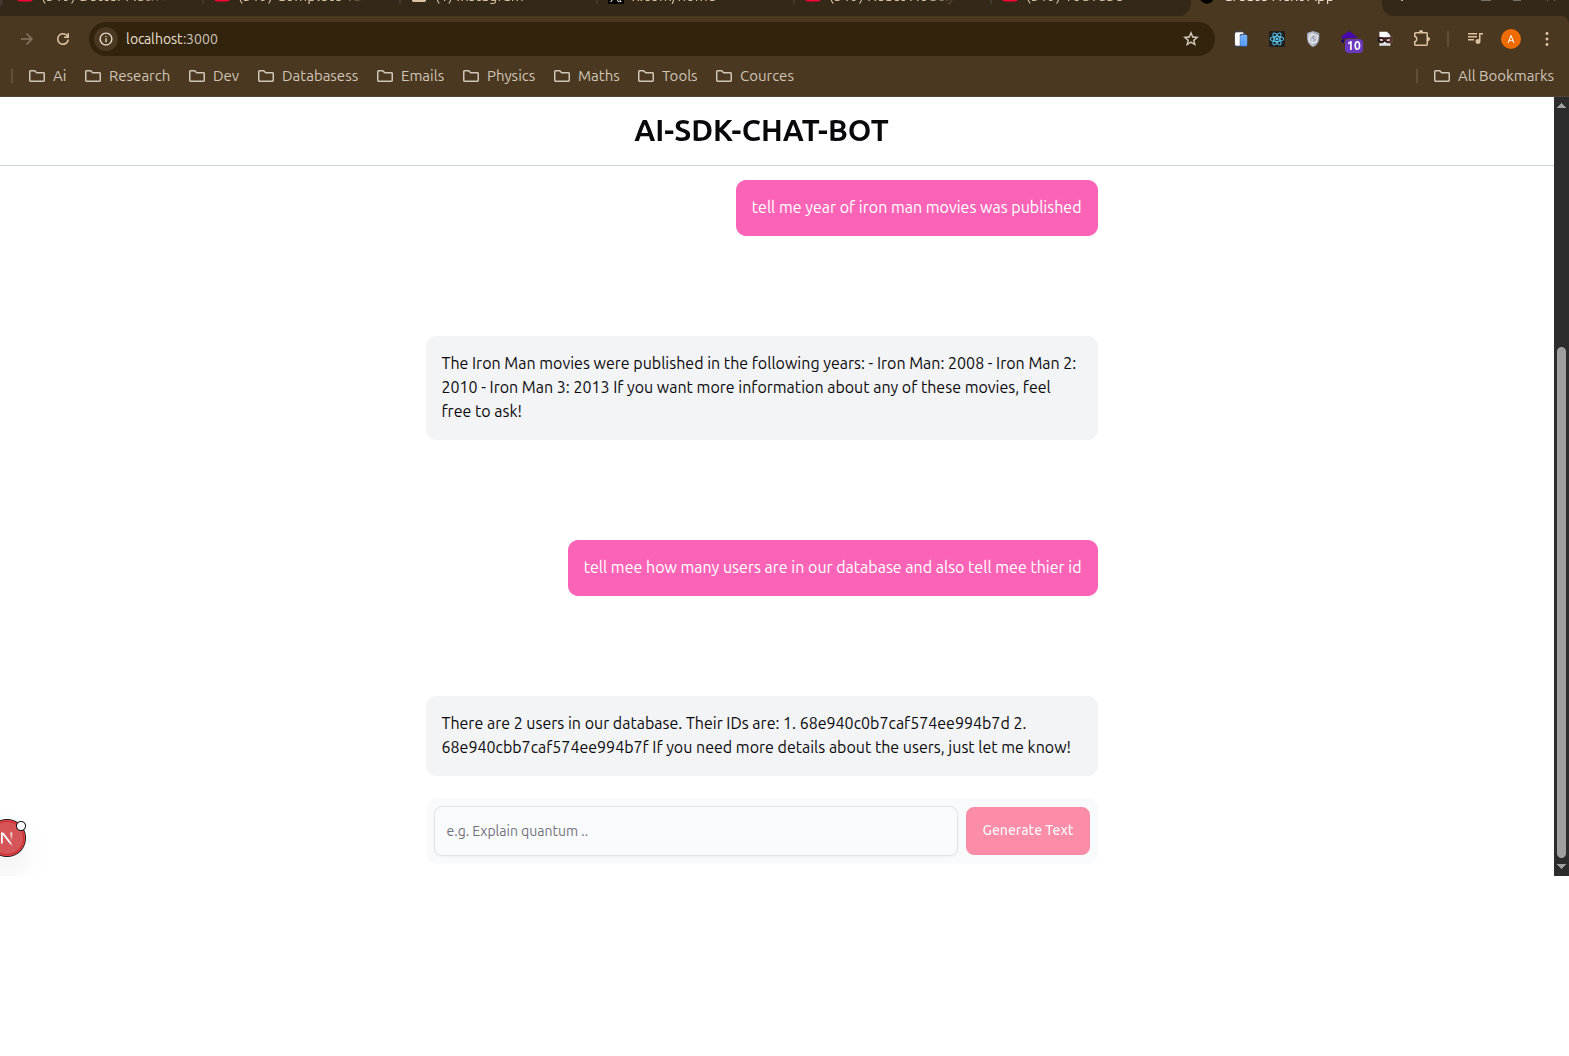 localhost:3000
10
A
Ai
Research
Dev
Databasess
Emails
Physics
Maths
Tools
Cources
All Bookmarks
AI-SDK-CHAT-BOT
tell me year of iron man movies was published
The Iron Man movies were published in the following years: - Iron Man: 2008 - Iron Man 2:
2010 - Iron Man 3: 2013 If you want more information about any of these movies, feel
free to ask!
tell mee how many users are in our database and also tell mee thier id
There are 2 users in our database. Their IDs are: 1. 68e940c0b7caf574ee994b7d 2.
68e940cbb7caf574ee994b7f If you need more details about the users, just let me know!
e.g. Explain quantum ..
Generate Text
N